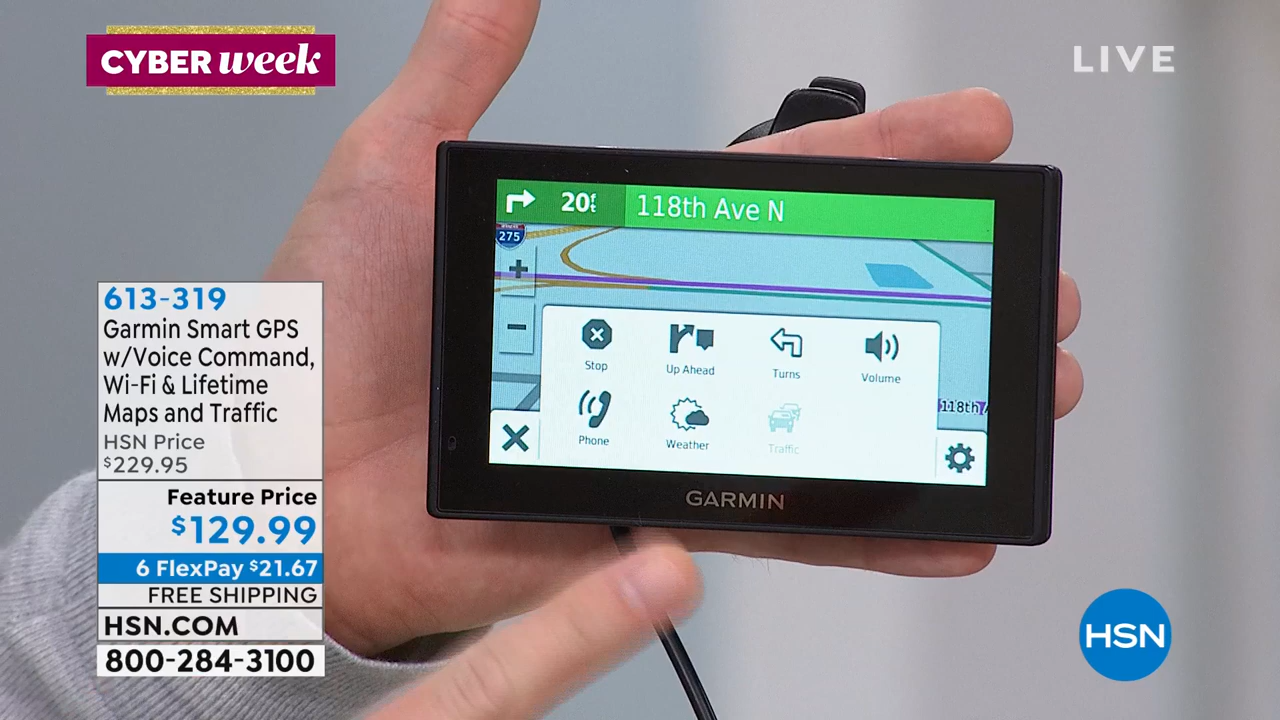 CYBER week
LIVE
613-319
Garmin Smart GPS
w/Voice Command,
Wi-Fi & Lifetime
Maps and Traffic
HSN Price
$229.95
Feature Price
$129.99
6 FlexPay $21.67
FREE SHIPPING
HSN.COM
800-284-3100
20ft
118th Ave N
275
+
−
Stop
Up Ahead
Turns
Volume
Phone
Weather
Traffic
118th
GARMIN
HSN